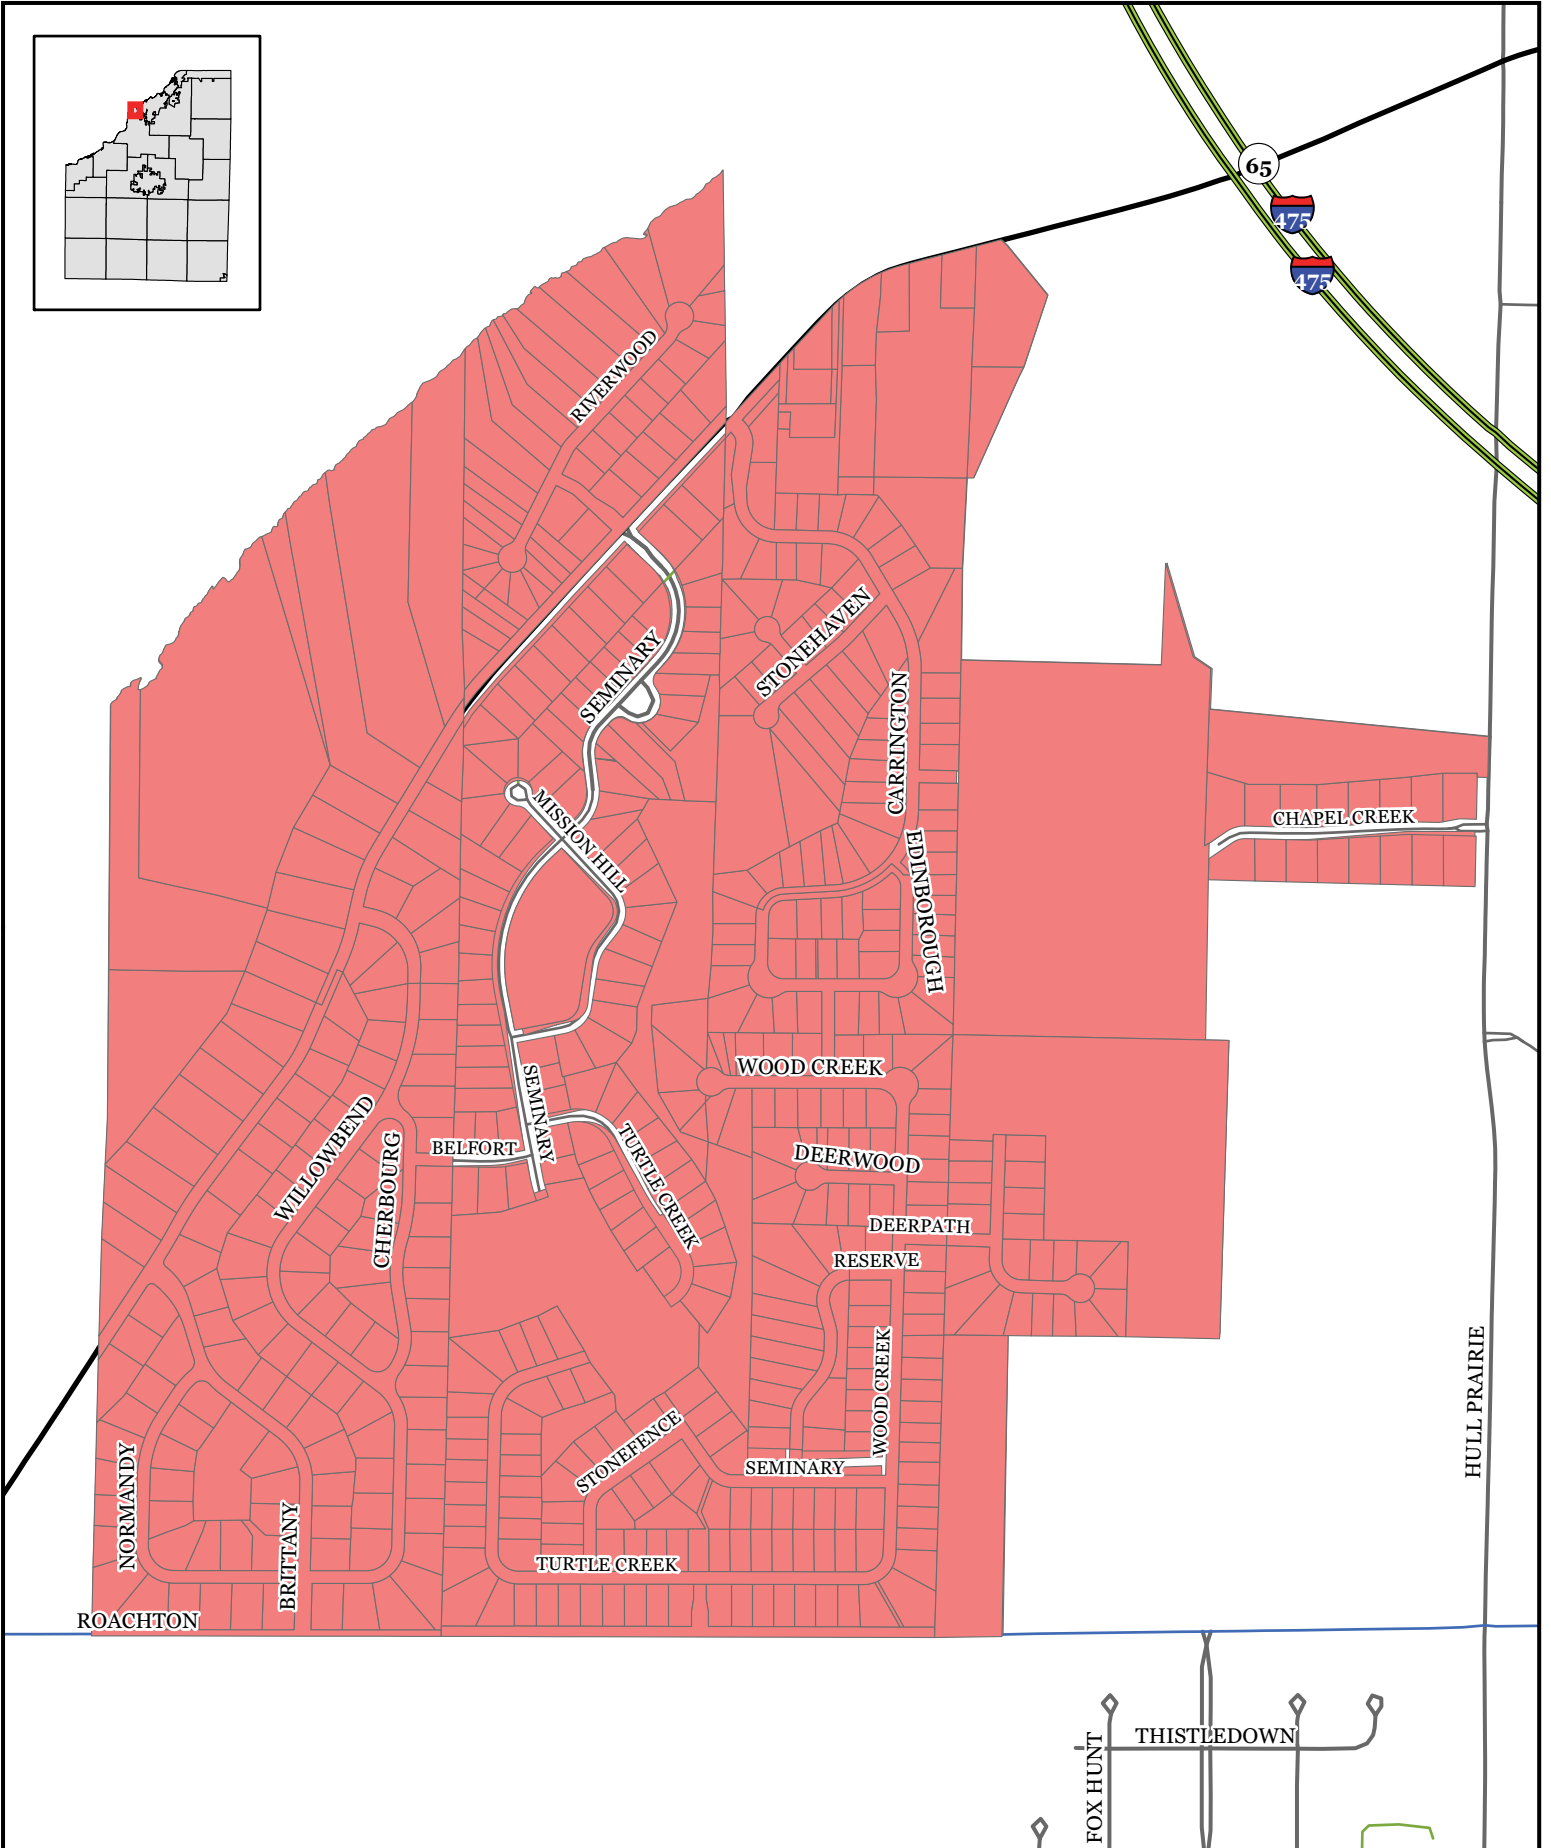 65
475
475
RIVERWOOD
STONEHAVEN
SEMINARY
CARRINGTON
MISSION HILL
CHAPEL CREEK
EDINBOROUGH
WOOD CREEK
SEMINARY
WILLOWBEND
CHERBOURG
BELFORT
TURTLE CREEK
DEERWOOD
DEERPATH
RESERVE
WOOD CREEK
HULL PRAIRIE
STONEFENCE
SEMINARY
NORMANDY
BRITTANY
TURTLE CREEK
ROACHTON
THISTLEDOWN
FOX HUNT